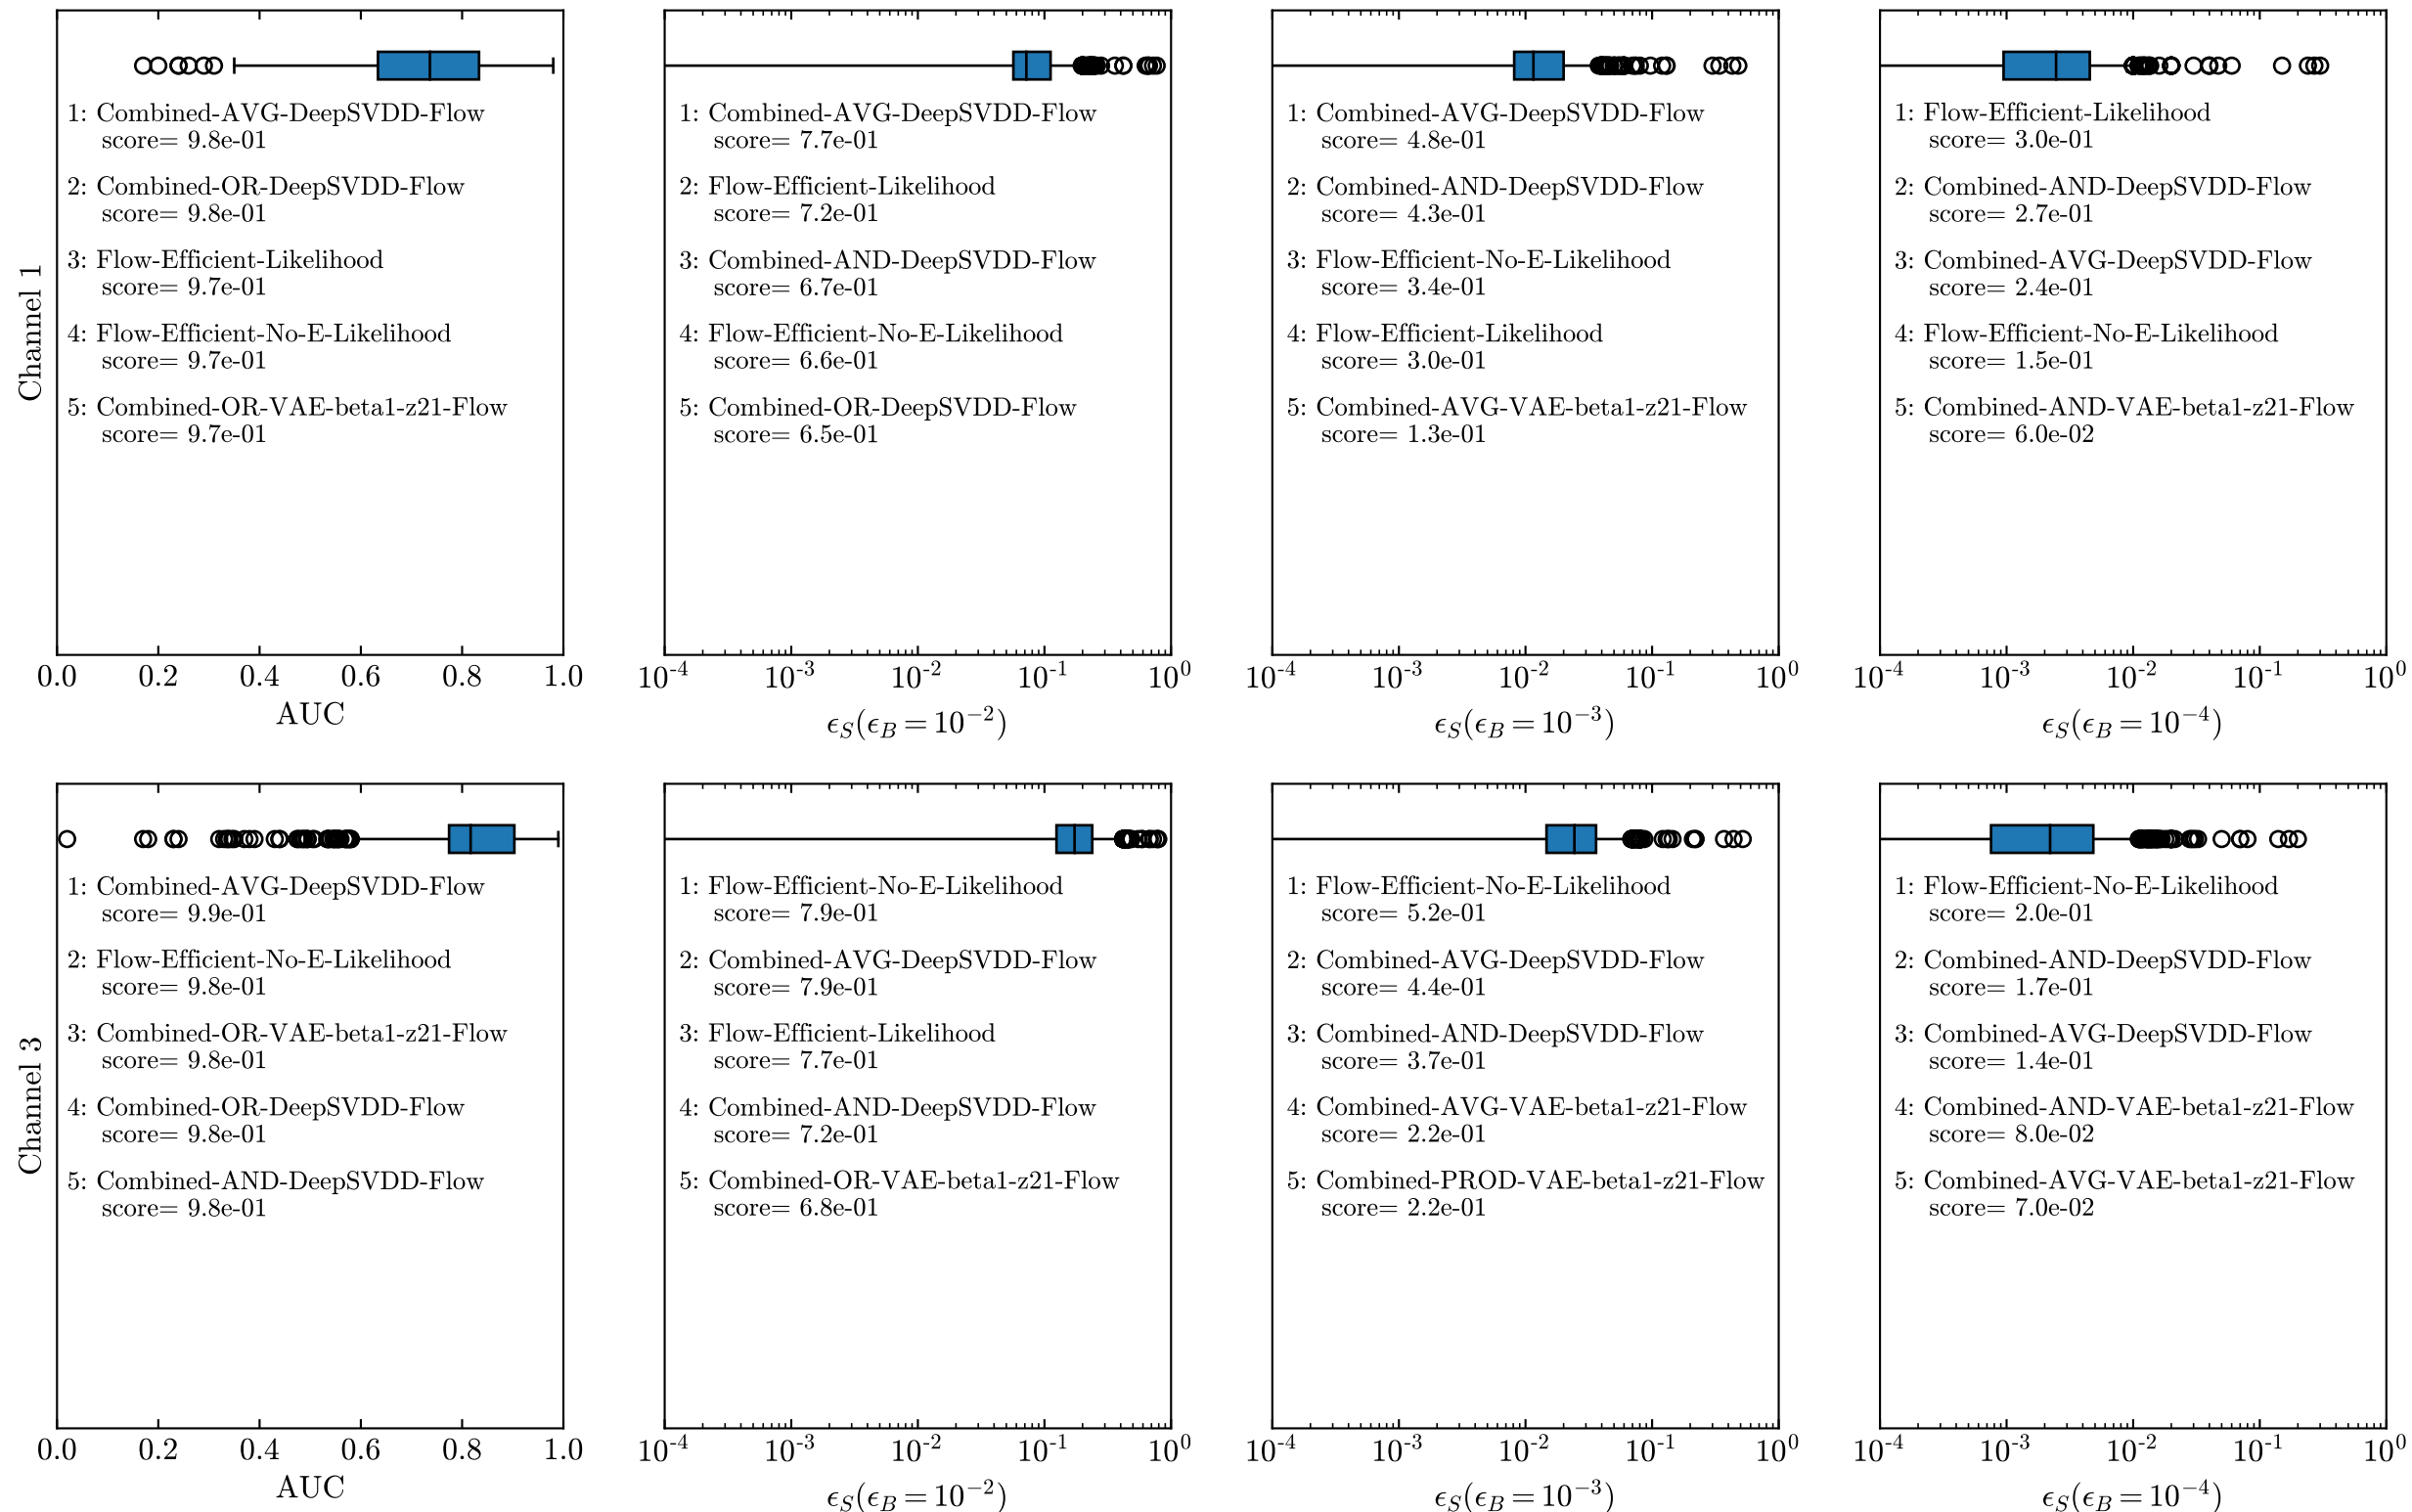 Channel 1
1: Combined-AVG-DeepSVDD-Flow
score= 9.8e-01
2: Combined-OR-DeepSVDD-Flow
score= 9.8e-01
3: Flow-Efficient-Likelihood
score= 9.7e-01
4: Flow-Efficient-No-E-Likelihood
score= 9.7e-01
5: Combined-OR-VAE-beta1-z21-Flow
score= 9.7e-01
0.0 0.2 0.4 0.6 0.8 1.0
AUC
1: Combined-AVG-DeepSVDD-Flow
score= 7.7e-01
2: Flow-Efficient-Likelihood
score= 7.2e-01
3: Combined-AND-DeepSVDD-Flow
score= 6.7e-01
4: Flow-Efficient-No-E-Likelihood
score= 6.6e-01
5: Combined-OR-DeepSVDD-Flow
score= 6.5e-01
10⁻⁴ 10⁻³ 10⁻² 10⁻¹ 10⁰
ϵ_S(ϵ_B = 10⁻²)
1: Combined-AVG-DeepSVDD-Flow
score= 4.8e-01
2: Combined-AND-DeepSVDD-Flow
score= 4.3e-01
3: Flow-Efficient-No-E-Likelihood
score= 3.4e-01
4: Flow-Efficient-Likelihood
score= 3.0e-01
5: Combined-AVG-VAE-beta1-z21-Flow
score= 1.3e-01
10⁻⁴ 10⁻³ 10⁻² 10⁻¹ 10⁰
ϵ_S(ϵ_B = 10⁻³)
1: Flow-Efficient-Likelihood
score= 3.0e-01
2: Combined-AND-DeepSVDD-Flow
score= 2.7e-01
3: Combined-AVG-DeepSVDD-Flow
score= 2.4e-01
4: Flow-Efficient-No-E-Likelihood
score= 1.5e-01
5: Combined-AND-VAE-beta1-z21-Flow
score= 6.0e-02
10⁻⁴ 10⁻³ 10⁻² 10⁻¹ 10⁰
ϵ_S(ϵ_B = 10⁻⁴)
Channel 3
1: Combined-AVG-DeepSVDD-Flow
score= 9.9e-01
2: Flow-Efficient-No-E-Likelihood
score= 9.8e-01
3: Combined-OR-VAE-beta1-z21-Flow
score= 9.8e-01
4: Combined-OR-DeepSVDD-Flow
score= 9.8e-01
5: Combined-AND-DeepSVDD-Flow
score= 9.8e-01
0.0 0.2 0.4 0.6 0.8 1.0
AUC
1: Flow-Efficient-No-E-Likelihood
score= 7.9e-01
2: Combined-AVG-DeepSVDD-Flow
score= 7.9e-01
3: Flow-Efficient-Likelihood
score= 7.7e-01
4: Combined-AND-DeepSVDD-Flow
score= 7.2e-01
5: Combined-OR-VAE-beta1-z21-Flow
score= 6.8e-01
10⁻⁴ 10⁻³ 10⁻² 10⁻¹ 10⁰
ϵ_S(ϵ_B = 10⁻²)
1: Flow-Efficient-No-E-Likelihood
score= 5.2e-01
2: Combined-AVG-DeepSVDD-Flow
score= 4.4e-01
3: Combined-AND-DeepSVDD-Flow
score= 3.7e-01
4: Combined-AVG-VAE-beta1-z21-Flow
score= 2.2e-01
5: Combined-PROD-VAE-beta1-z21-Flow
score= 2.2e-01
10⁻⁴ 10⁻³ 10⁻² 10⁻¹ 10⁰
ϵ_S(ϵ_B = 10⁻³)
1: Flow-Efficient-No-E-Likelihood
score= 2.0e-01
2: Combined-AND-DeepSVDD-Flow
score= 1.7e-01
3: Combined-AVG-DeepSVDD-Flow
score= 1.4e-01
4: Combined-AND-VAE-beta1-z21-Flow
score= 8.0e-02
5: Combined-AVG-VAE-beta1-z21-Flow
score= 7.0e-02
10⁻⁴ 10⁻³ 10⁻² 10⁻¹ 10⁰
ϵ_S(ϵ_B = 10⁻⁴)